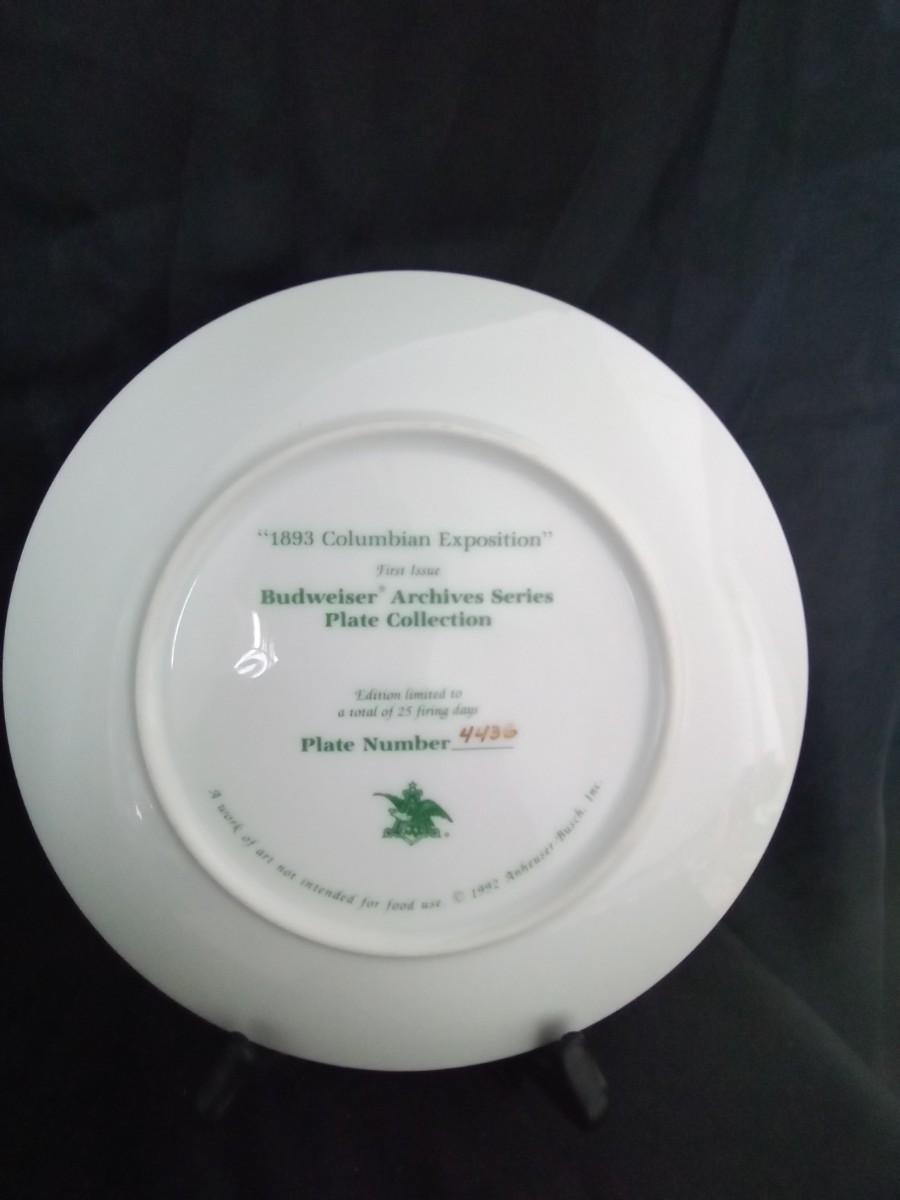 “1893 Columbian Exposition”
First Issue
Budweiser® Archives Series
Plate Collection
Edition limited to
a total of 25 firing days
Plate Number 4436
A work of art not intended for food use. © 1992 Anheuser-Busch, Inc.